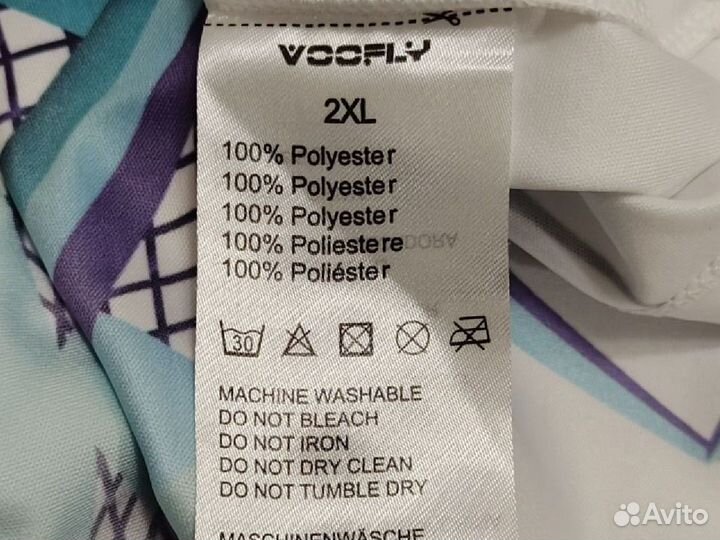 VOOFLY
2XL
100% Polyester
100% Polyester
100% Polyester
100% Poliestere
100% Poliéster
30
MACHINE WASHABLE
DO NOT BLEACH
DO NOT IRON
DO NOT DRY CLEAN
DO NOT TUMBLE DRY
MASCHINENWÄSCHE
Avito